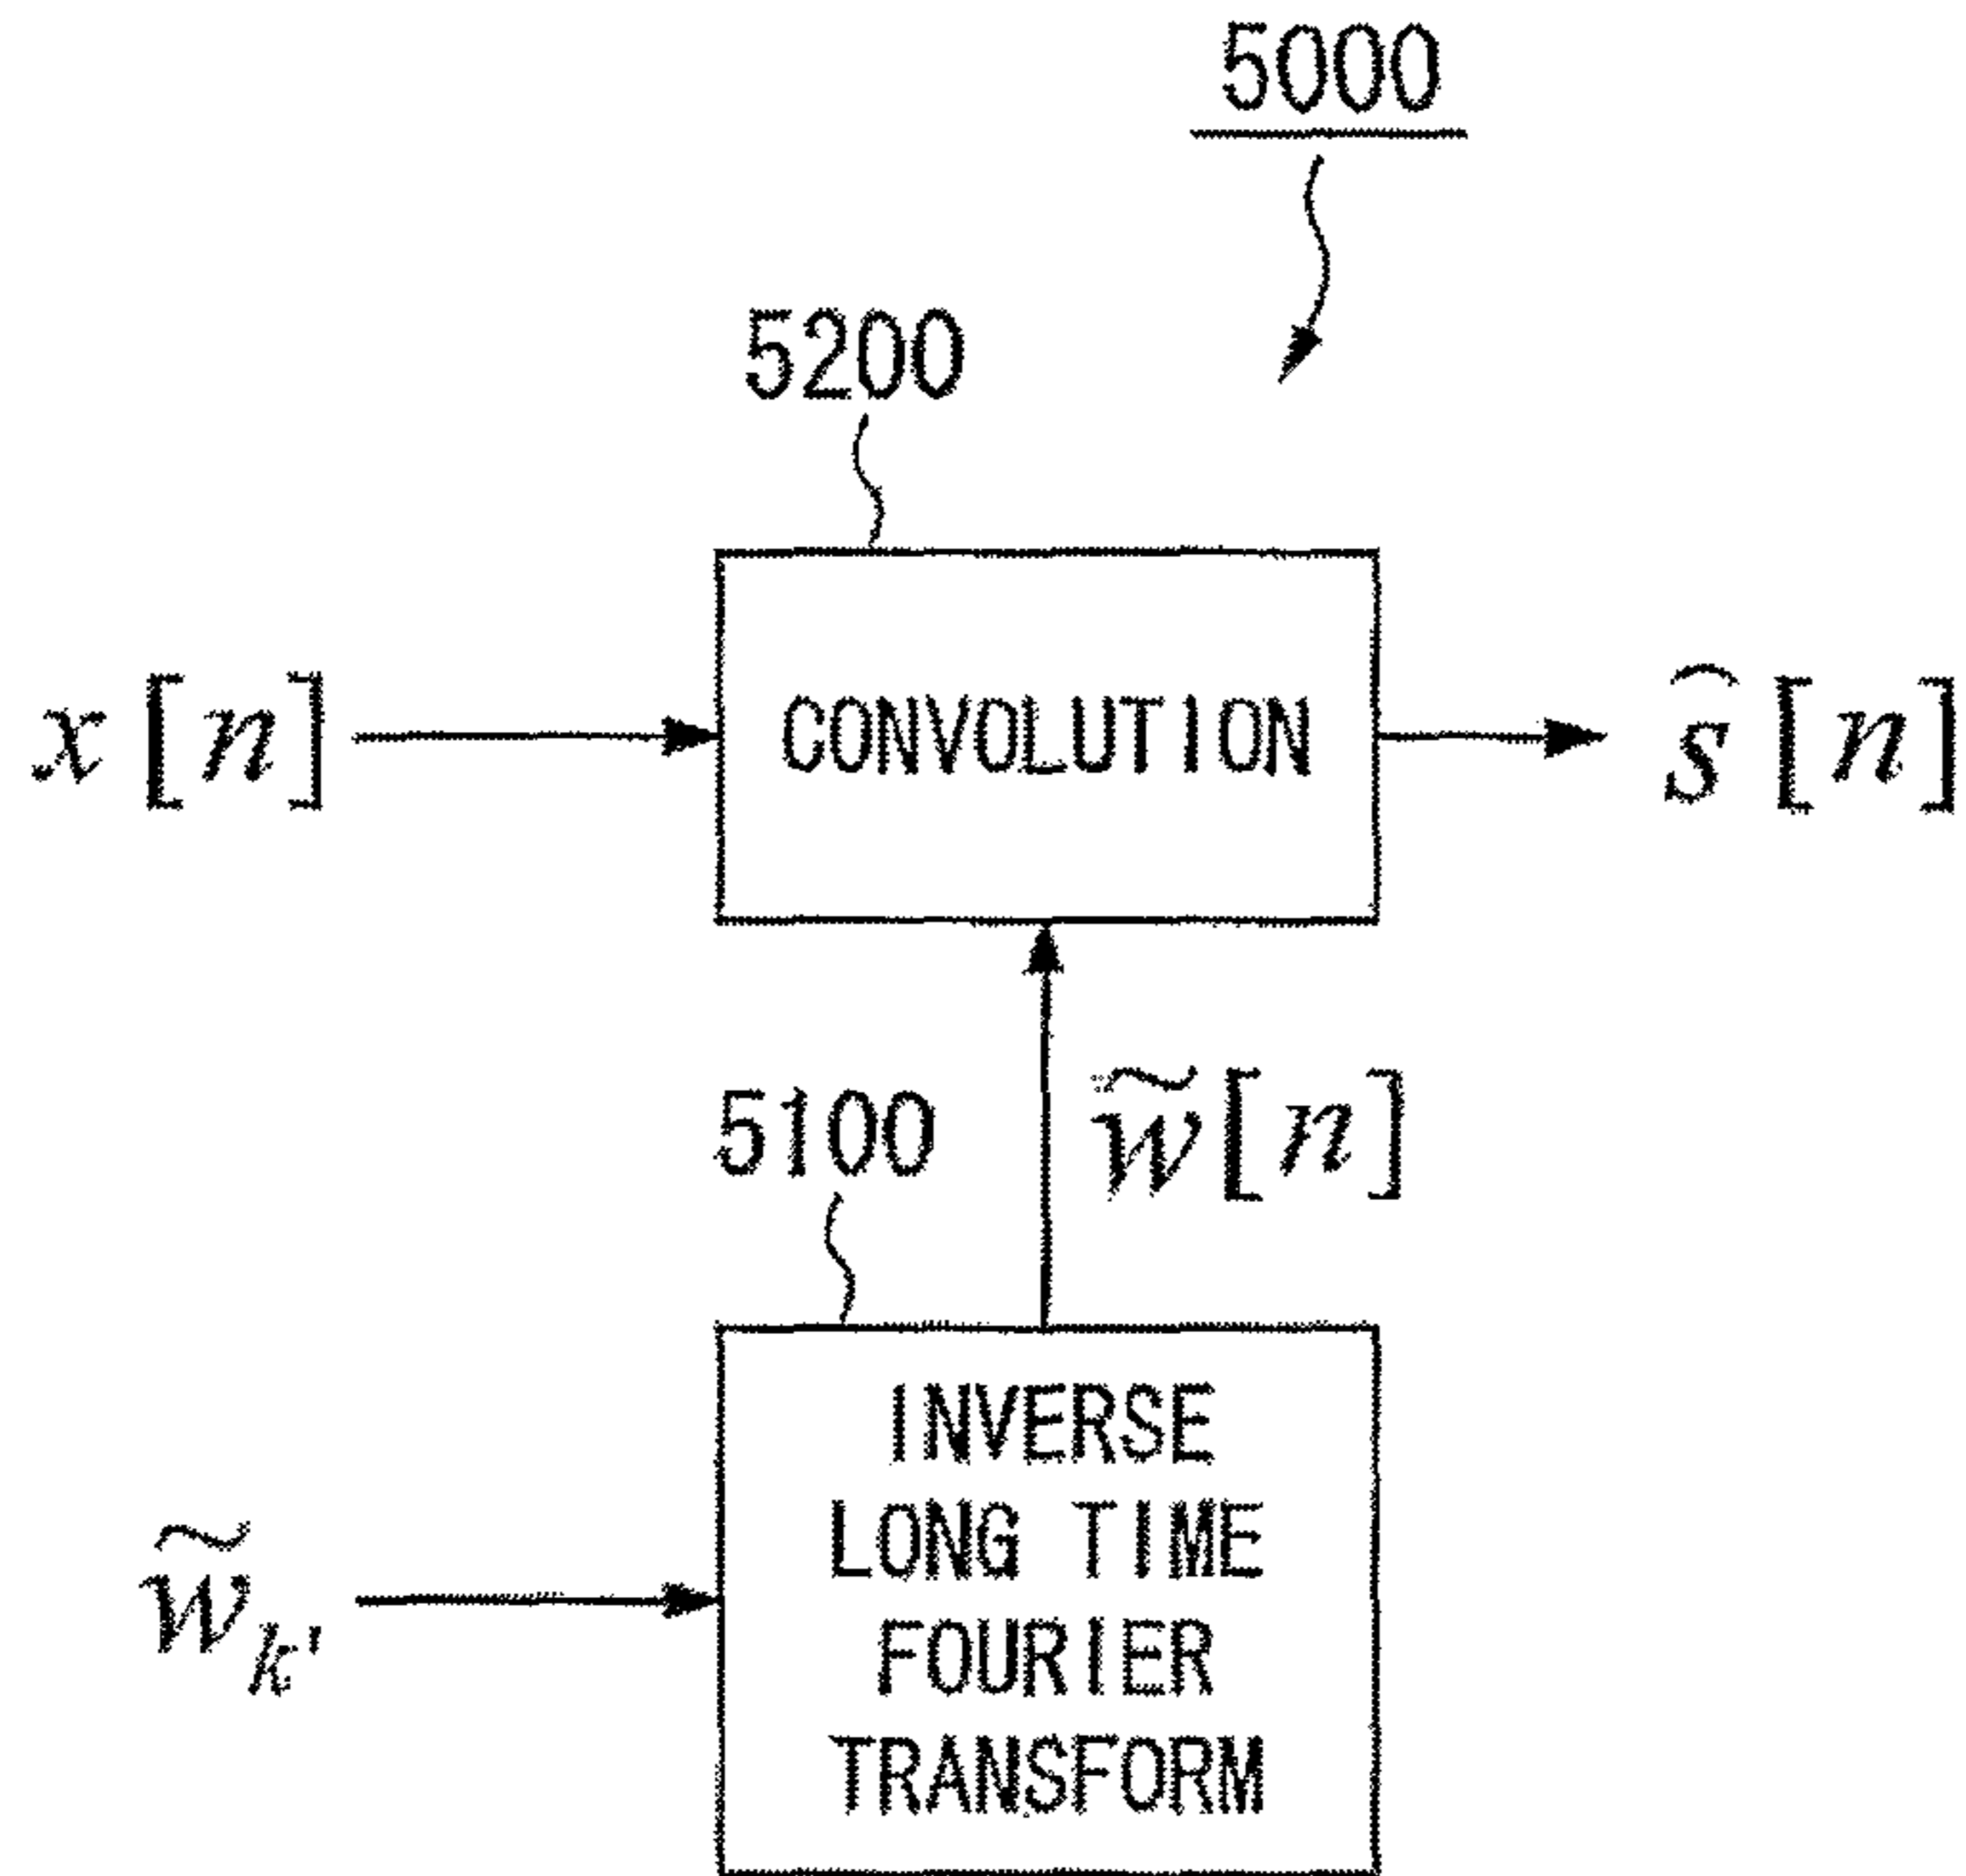 5000
5200
x[n]
CONVOLUTION
ŝ[n]
5100
w̃[n]
INVERSE
LONG TIME
FOURIER
TRANSFORM
w̃k'